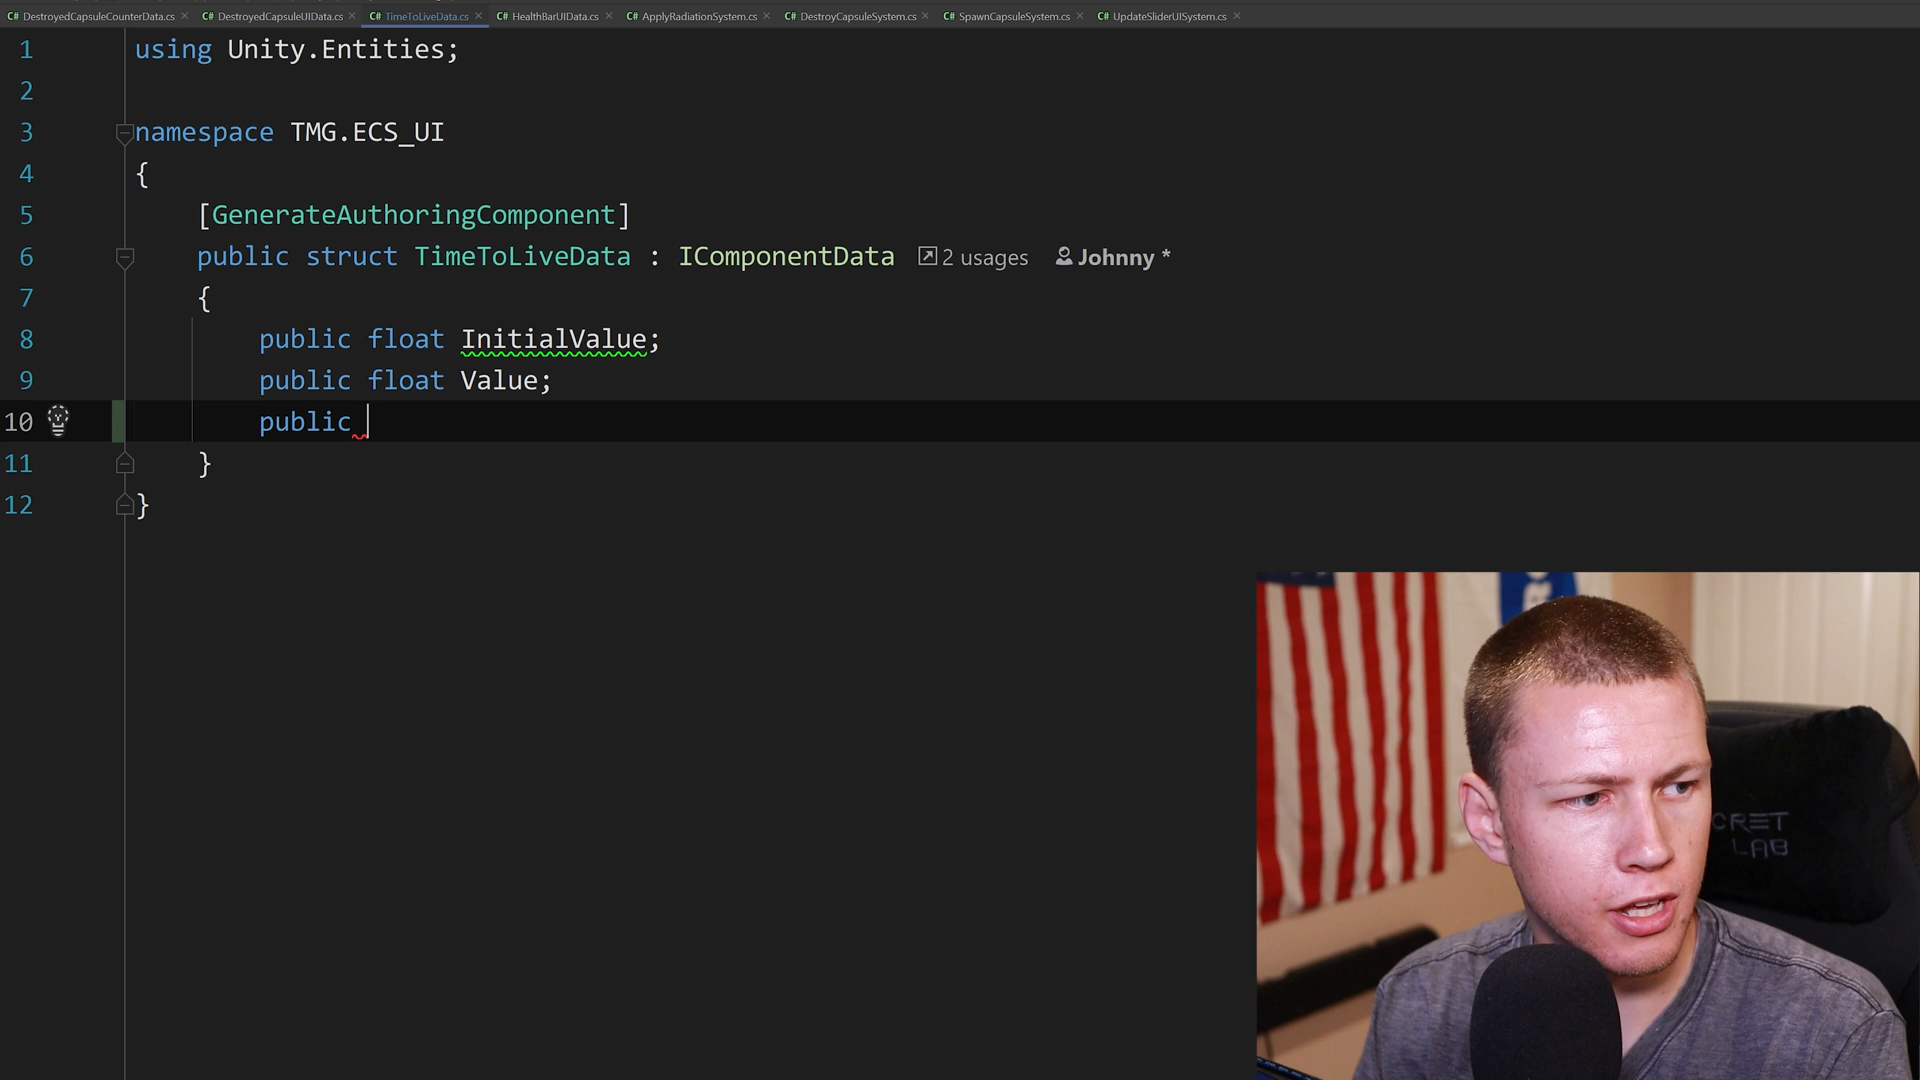 C# DestroyedCapsuleCounterData.cs × C# DestroyedCapsuleUIData.cs × C# TimeToLiveData.cs × C# HealthBarUIData.cs × C# ApplyRadiationSystem.cs × C# DestroyCapsuleSystem.cs × C# SpawnCapsuleSystem.cs × C# UpdateSliderUISystem.cs ×
1 using Unity.Entities;
2
3 namespace TMG.ECS_UI
4 {
5 [GenerateAuthoringComponent]
6 public struct TimeToLiveData : IComponentData 2 usages Johnny *
7 {
8 public float InitialValue;
9 public float Value;
10 public
11 }
12 }
CRET
LAB